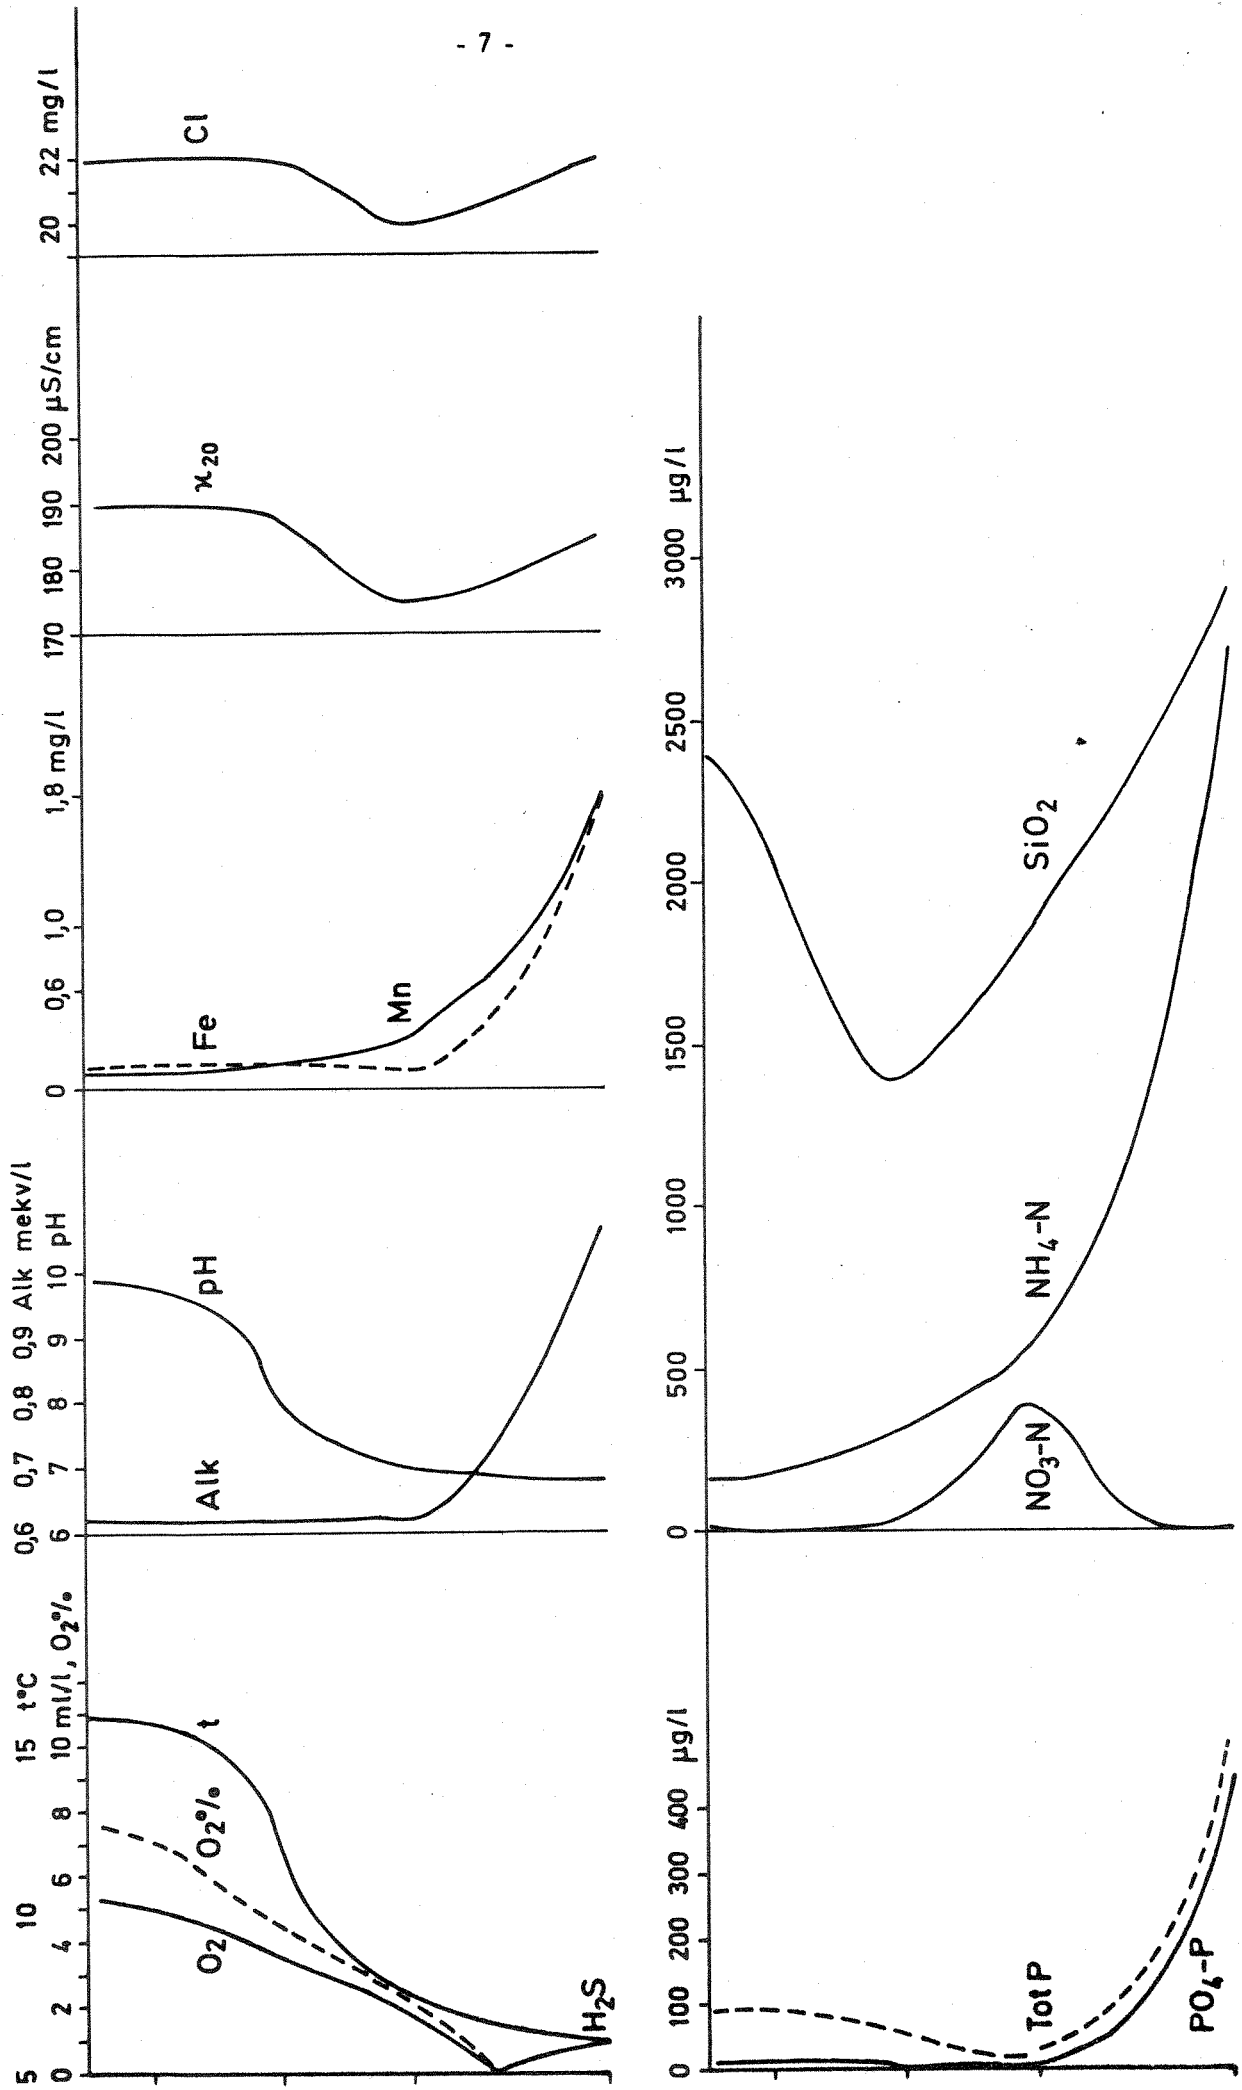 - 7 -
5 10 15 t°C
0 2 4 6 8 10 ml/l, O₂%
O₂
O₂%
t
H₂S
0,6 0,7 0,8 0,9 Alk mekv/l
6 7 8 9 10 pH
Alk
pH
0 0,6 1,0 1,8 mg/l
Fe
Mn
170 180 190 200 µS/cm
ϰ₂₀
20 22 mg/l
Cl
0 100 200 300 400 µg/l
Tot P
PO₄-P
0 500 1000 1500 2000 2500 3000 µg/l
NO₃-N
NH₄-N
SiO₂